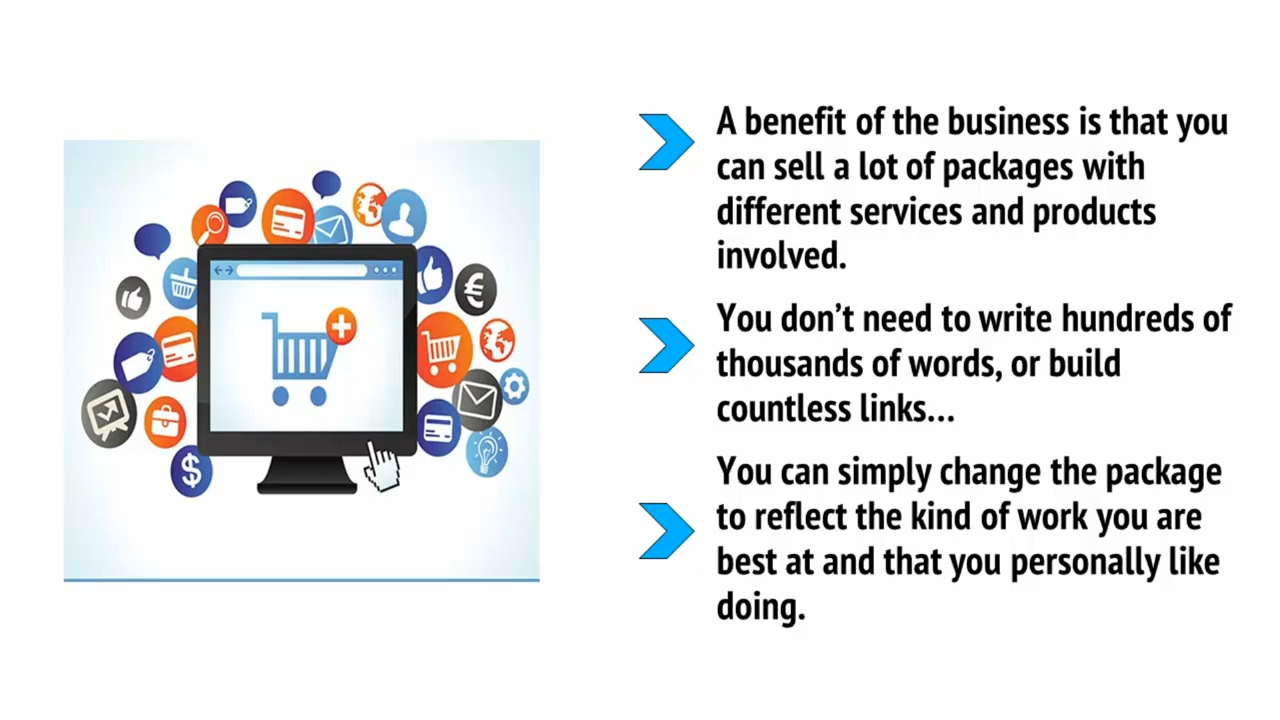 A benefit of the business is that you
can sell a lot of packages with
different services and products
involved.
You don’t need to write hundreds of
thousands of words, or build
countless links...
You can simply change the package
to reflect the kind of work you are
best at and that you personally like
doing.